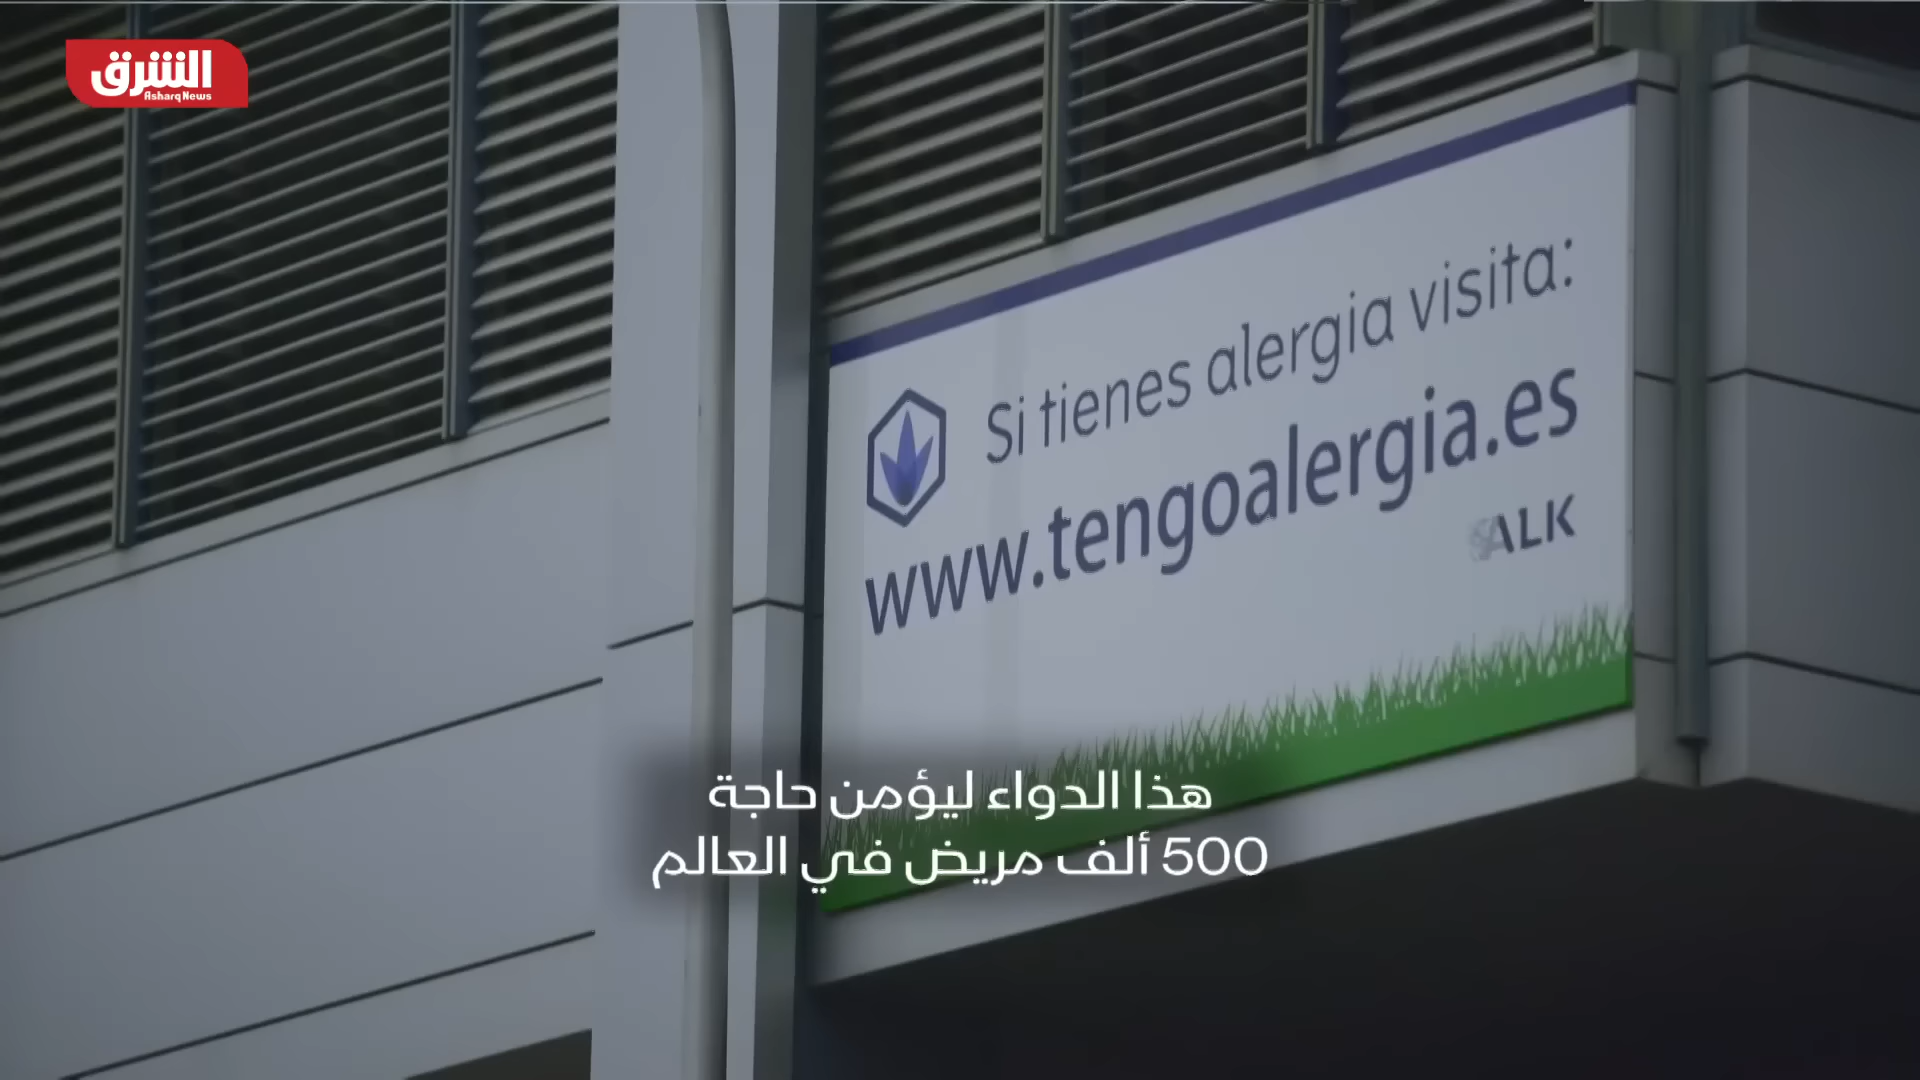 الشرق
Asharq News
Si tienes alergia visita:
www.tengoalergia.es
ALK
هذا الدواء ليؤمن حاجة
500 ألف مريض في العالم